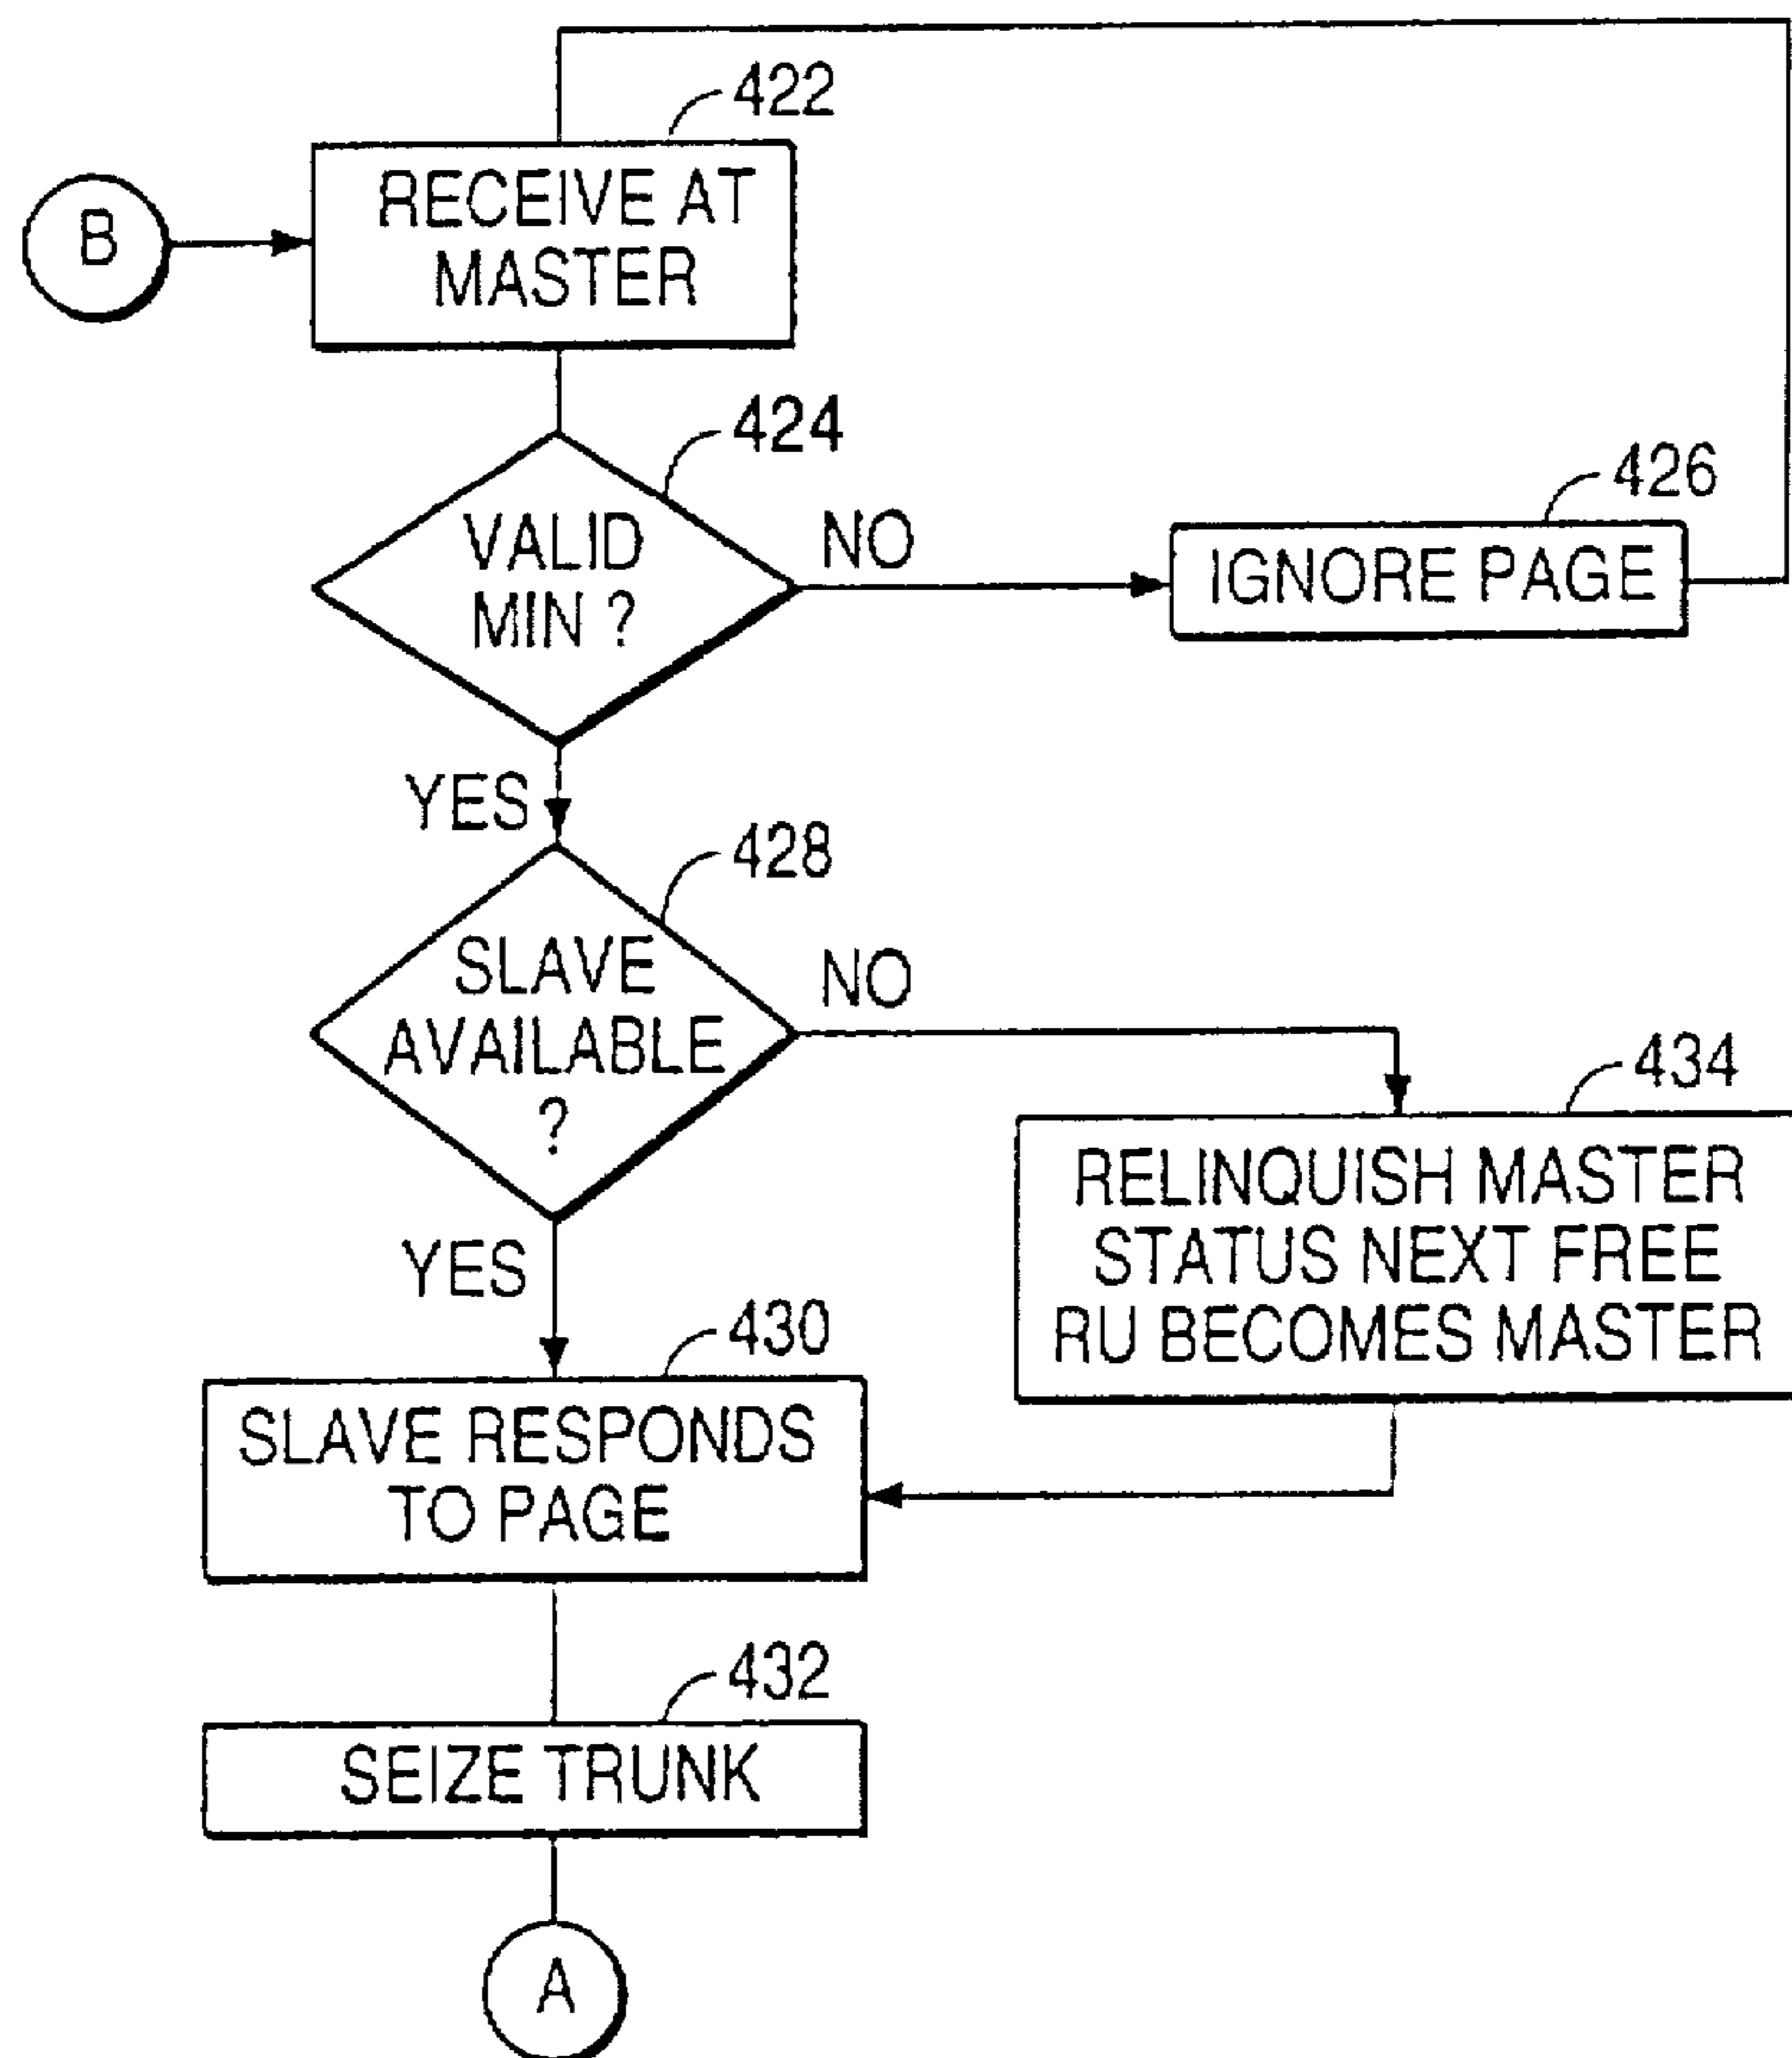 422
RECEIVE AT
MASTER
B
424
VALID
MIN ?
NO
426
IGNORE PAGE
YES
428
SLAVE
AVAILABLE
?
NO
434
RELINQUISH MASTER
STATUS NEXT FREE
RU BECOMES MASTER
YES
430
SLAVE RESPONDS
TO PAGE
432
SEIZE TRUNK
A